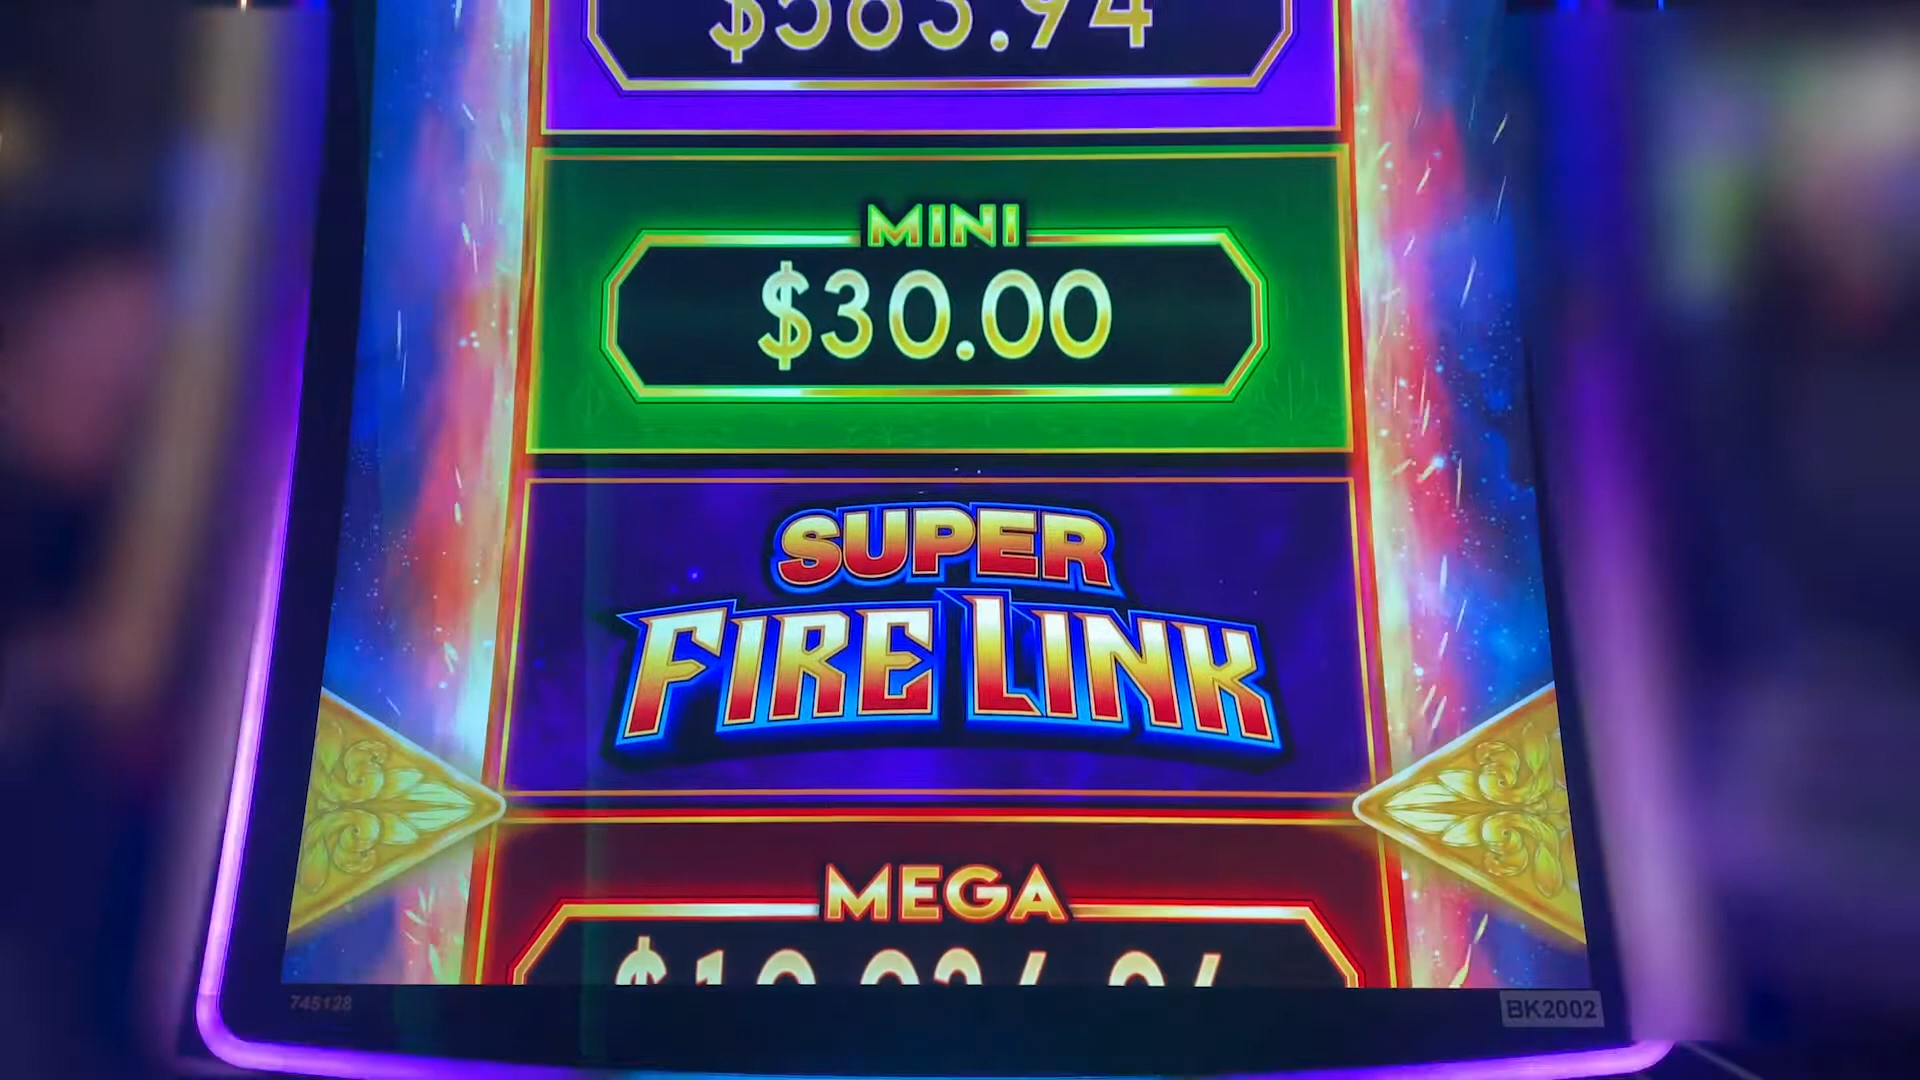 MINI
$30.00
SUPER
FIRE LINK
MEGA
745128
BK2002